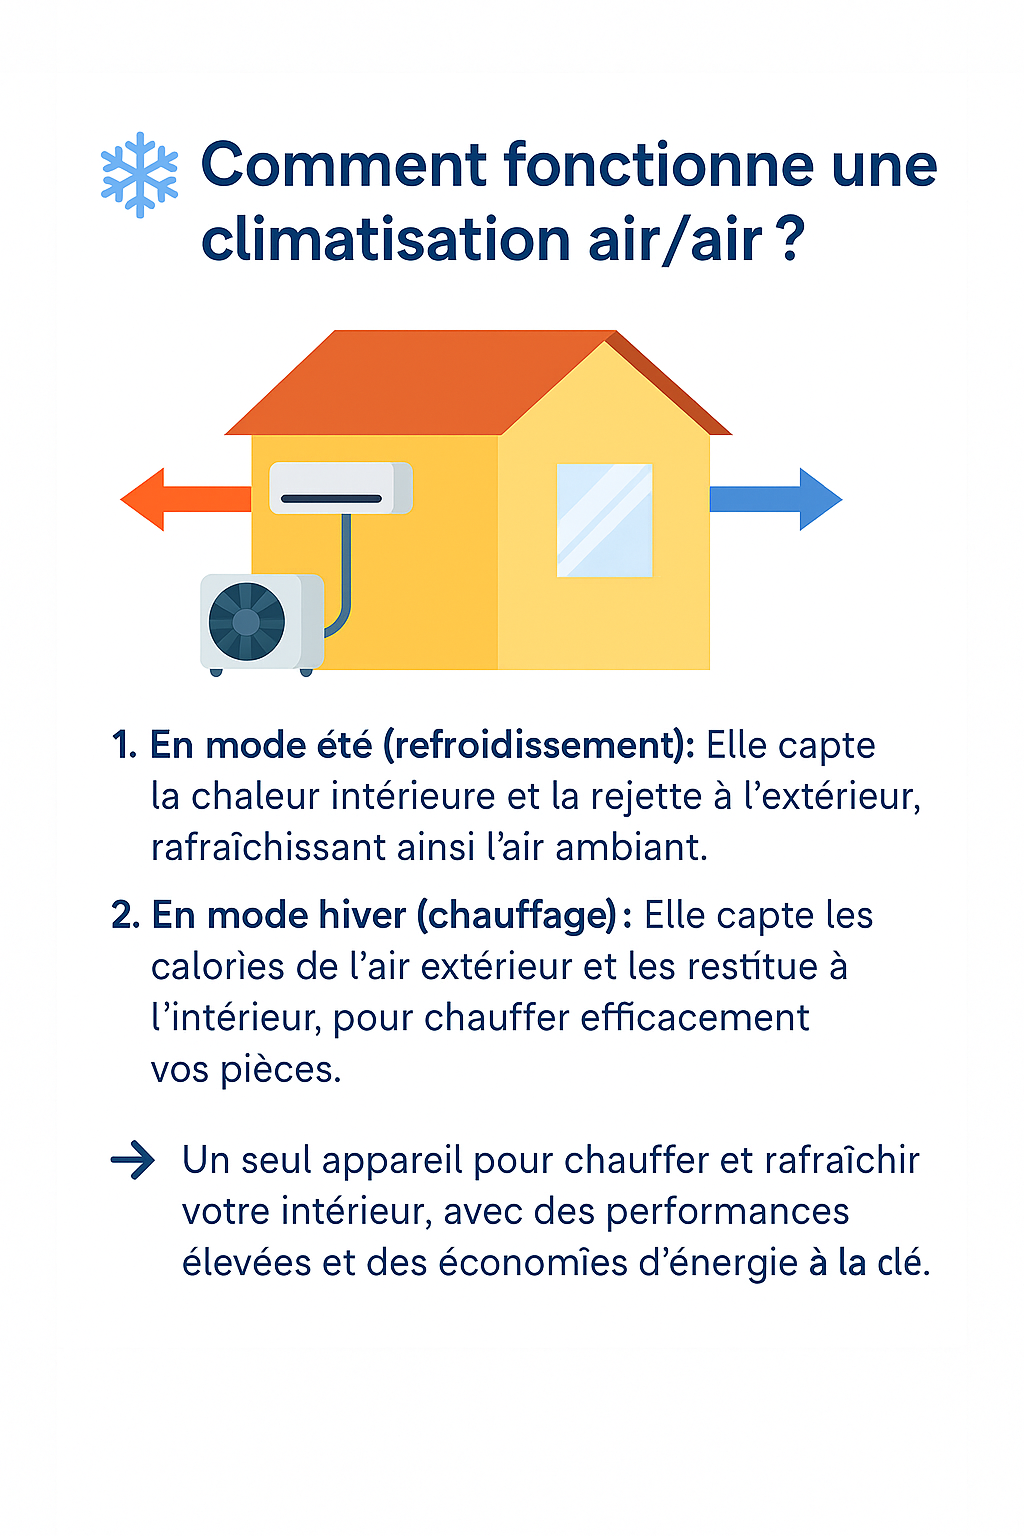 Comment fonctionne une
climatisation air/air ?
1. En mode été (refroidissement): Elle capte
la chaleur intérieure et la rejette à l’extérieur,
rafraîchissant ainsi l’air ambiant.
2. En mode hiver (chauffage) : Elle capte les
calorìes de l’air extérieur et les restitue à
l’intérieur, pour chauffer efficacement
vos pièces.
→ Un seul appareil pour chauffer et rafraîchir
votre intérieur, avec des performances
élevées et des économîes d’énergie à la clé.